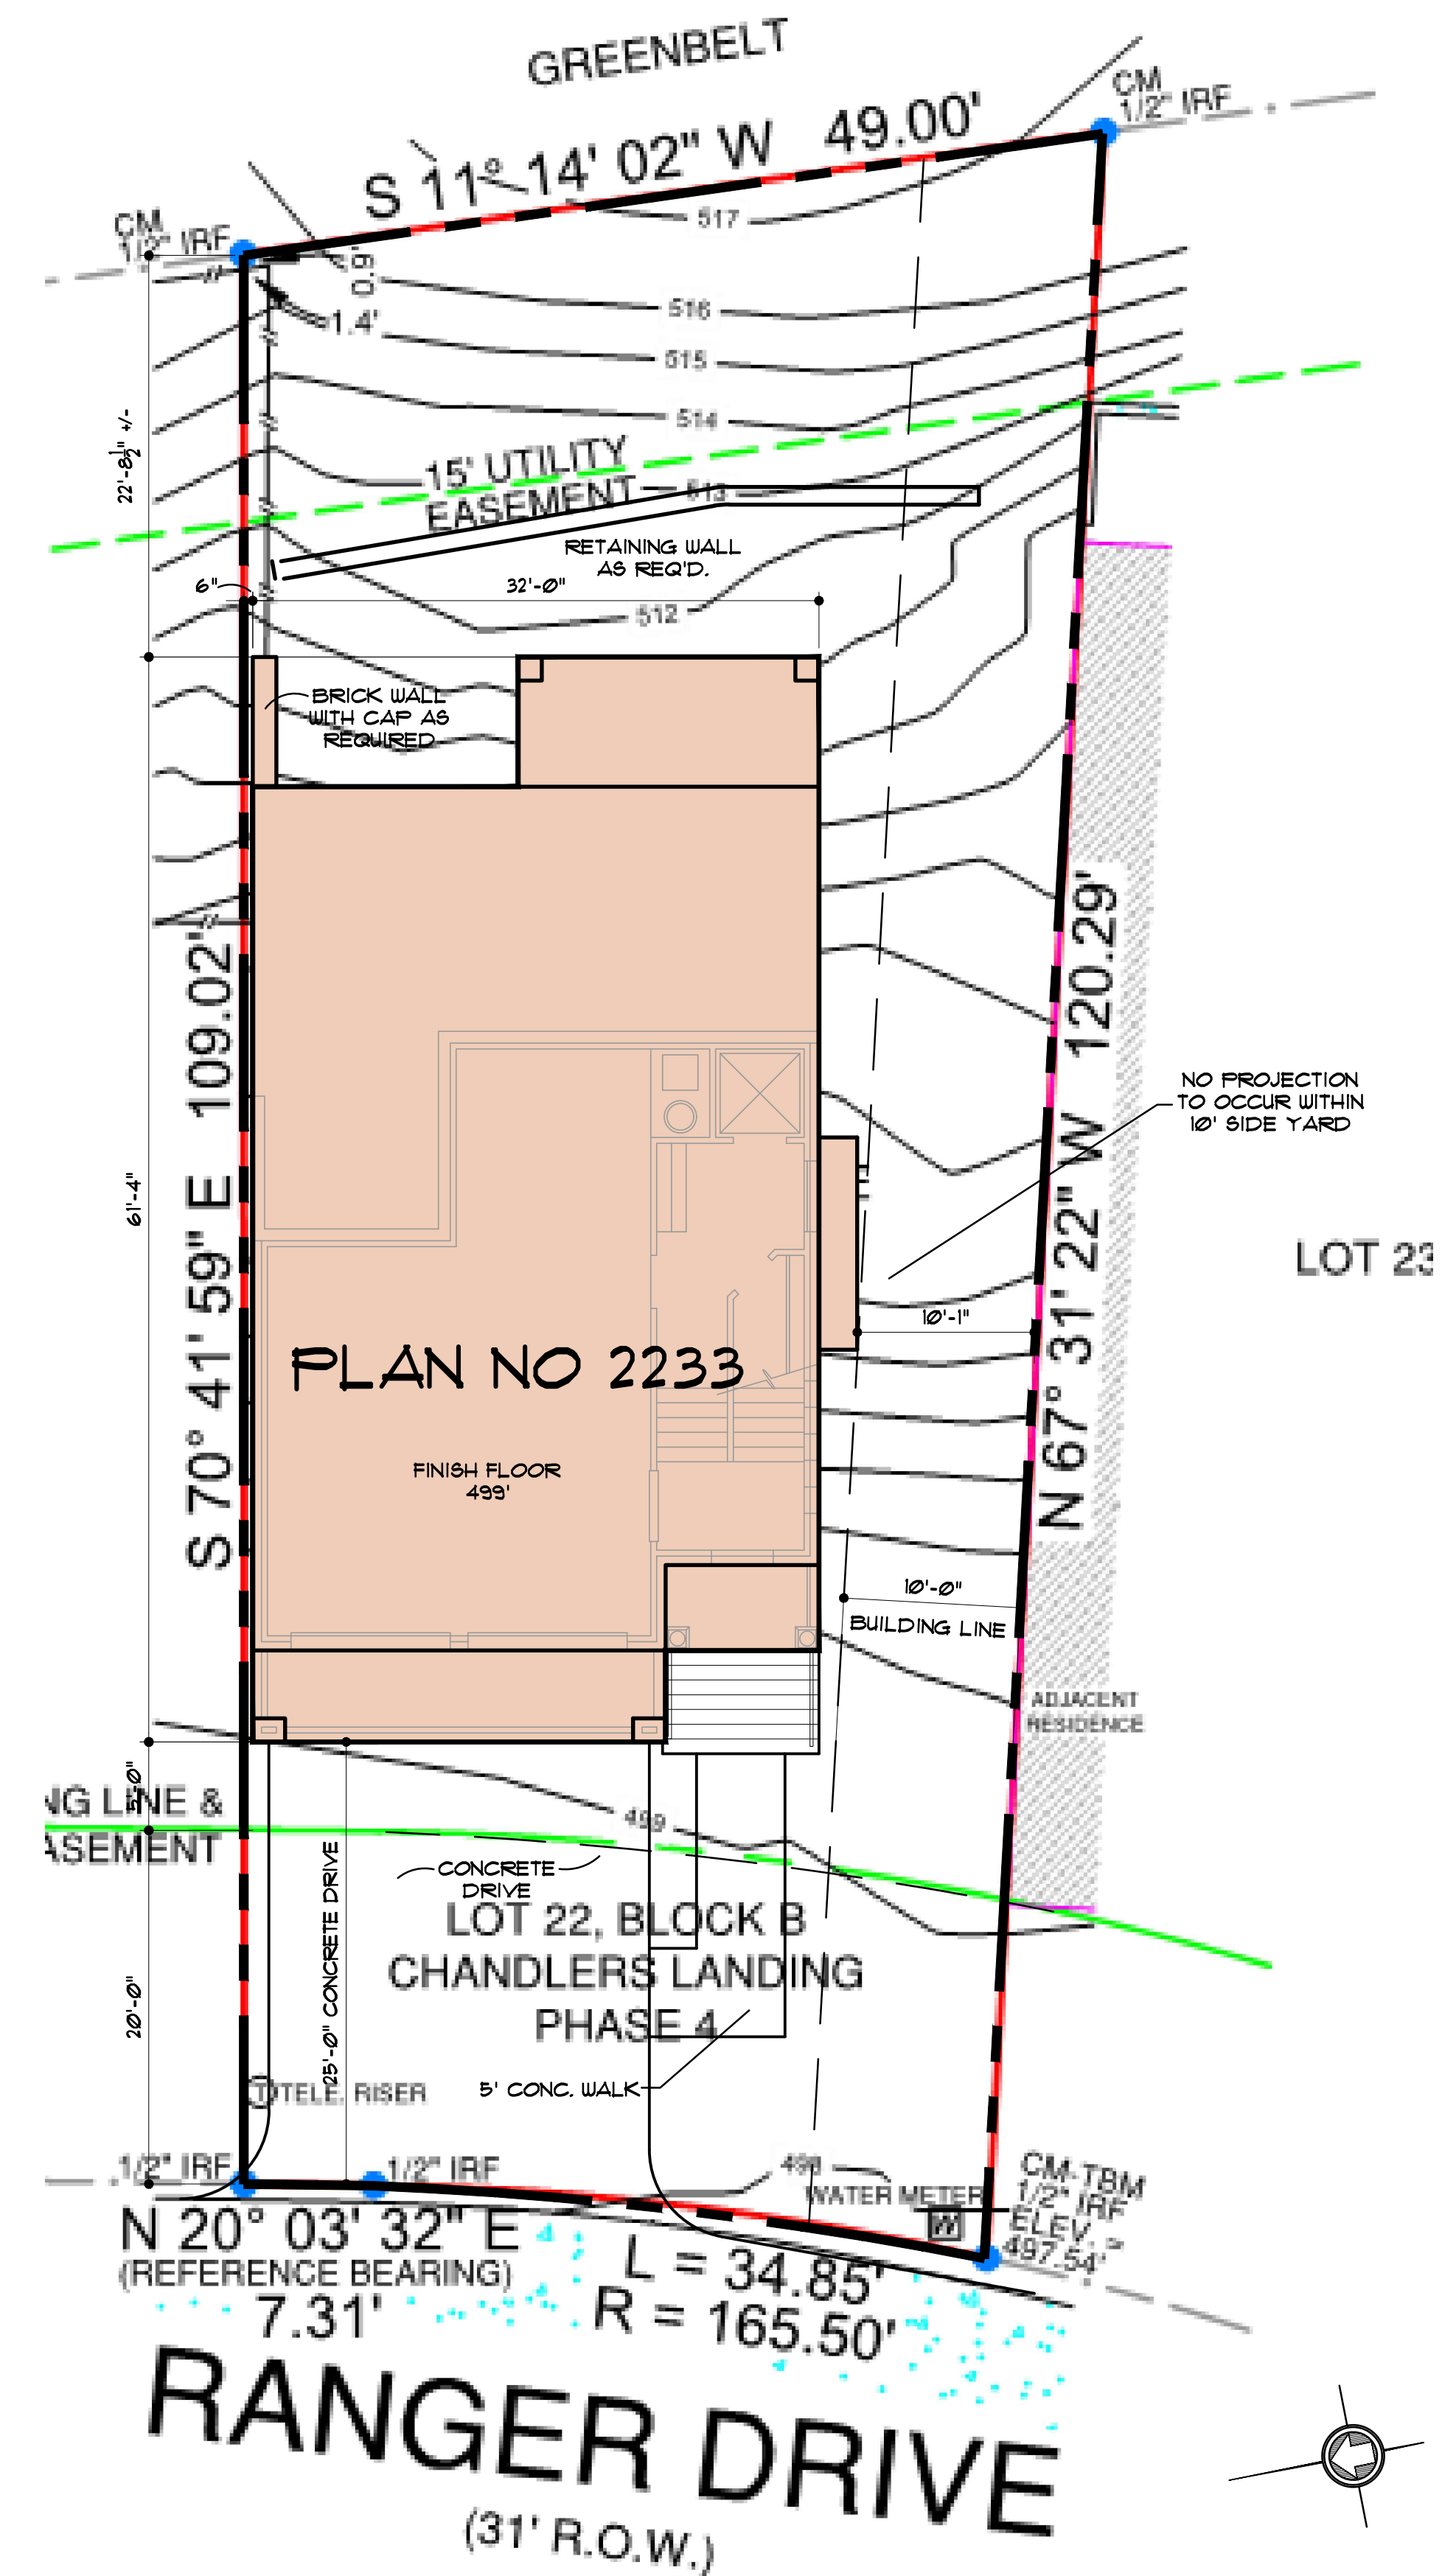 GREENBELT
CM
1/2" IRF
S 11° 14' 02" W 49.00'
CM
1/2" IRF
517
0.9'
1.4'
516
515
514
22'-8½" +/-
15' UTILITY
EASEMENT
513
RETAINING WALL
AS REQ'D.
6"
32'-0"
512
BRICK WALL
WITH CAP AS
REQUIRED
S 70° 41' 59" E 109.02'
N 67° 31' 22" W 120.29'
NO PROJECTION
TO OCCUR WITHIN
10' SIDE YARD
61'-4"
LOT 23
10'-1"
PLAN NO 2233
FINISH FLOOR
499'
10'-0"
BUILDING LINE
ADJACENT
RESIDENCE
5'-0"
NG LINE &
ASEMENT
499
CONCRETE
DRIVE
25'-0" CONCRETE DRIVE
LOT 22, BLOCK B
CHANDLERS LANDING
PHASE 4
20'-0"
5' CONC. WALK
(T) TELE. RISER
1/2" IRF
1/2" IRF
498
WATER METER
CM-TBM
1/2" IRF
ELEV. =
497.54'
N 20° 03' 32" E
(REFERENCE BEARING)
7.31'
L = 34.85'
R = 165.50'
RANGER DRIVE
(31' R.O.W.)